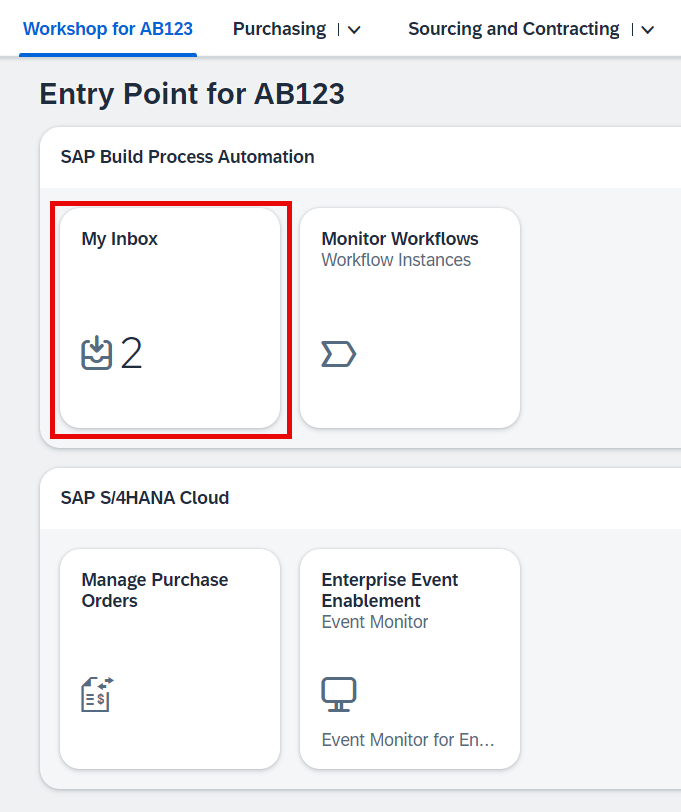 Workshop for AB123 Purchasing Sourcing and Contracting
Entry Point for AB123
SAP Build Process Automation
My Inbox
2
Monitor Workflows
Workflow Instances
SAP S/4HANA Cloud
Manage Purchase
Orders
$
Enterprise Event
Enablement
Event Monitor
Event Monitor for En...